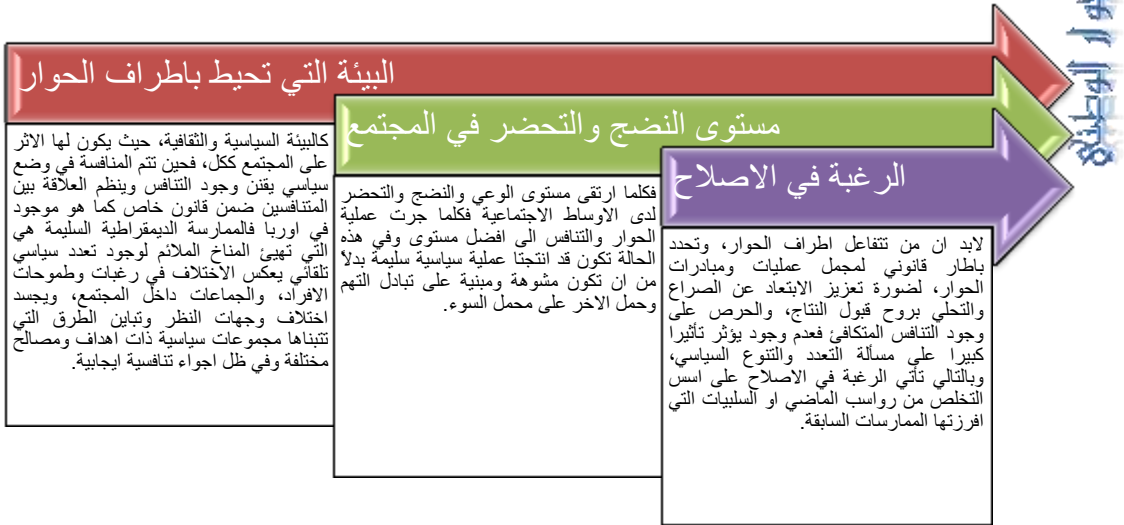 البيئة التي تحيط باطراف الحوار
كالبيئة السياسية والثقافية، حيث يكون لها الاثر
على المجتمع ككل، فحين تتم المنافسة في وضع
سياسي يقنن وجود التنافس وينظم العلاقة بين
المتنافسين ضمن قانون خاص كما هو موجود
في اوربا فالممارسة الديمقراطية السليمة هي
التي تهيئ المناخ الملائم لوجود تعدد سياسي
تلقائي يعكس الاختلاف في رغبات وطموحات
الافراد، والجماعات داخل المجتمع، ويجسد
اختلاف وجهات النظر وتباين الطرق التي
تتبناها مجموعات سياسية ذات اهداف ومصالح
مختلفة وفي ظل اجواء تنافسية ايجابية.
مستوى النضج والتحضر في المجتمع
فكلما ارتقى مستوى الوعي والنضج والتحضر
لدى الاوساط الاجتماعية فكلما جرت عملية
الحوار والتنافس الى افضل مستوى وفي هذه
الحالة تكون قد انتجتا عملية سياسية سليمة بدلاً
من ان تكون مشوهة ومبنية على تبادل التهم
وحمل الاخر على محمل السوء.
الرغبة في الاصلاح
لابد ان من تتفاعل اطراف الحوار، وتحدد
باطار قانوني لمجمل عمليات ومبادرات
الحوار، لضورة تعزيز الابتعاد عن الصراع
والتحلي بروح قبول النتاج، والحرص على
وجود التنافس المتكافئ فعدم وجود يؤثر تأثيرا
كبيرا على مسألة التعدد والتنوع السياسي،
وبالتالي تأتي الرغبة في الاصلاح على اسس
التخلص من رواسب الماضي او السلبيات التي
افرزتها الممارسات السابقة.